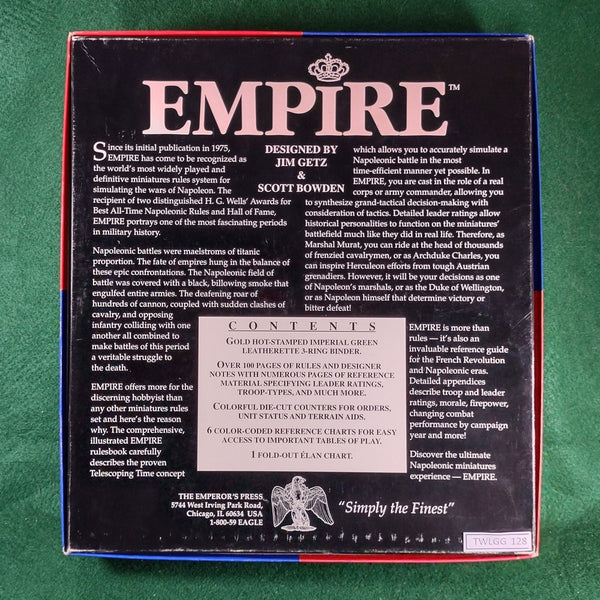 EMPIRE™
DESIGNED BY
JIM GETZ
&
SCOTT BOWDEN
Since its initial publication in 1975,
EMPIRE has come to be recognized as
the world's most widely played and
definitive miniatures rules system for
simulating the wars of Napoleon. The
recipient of two distinguished H. G. Wells' Awards for
Best All-Time Napoleonic Rules and Hall of Fame,
EMPIRE portrays one of the most fascinating periods
in military history.
Napoleonic battles were maelstroms of titanic
proportion. The fate of empires hung in the balance of
these epic confrontations. The Napoleonic field of
battle was covered with a black, billowing smoke that
engulfed entire armies. The deafening roar of
hundreds of cannon, coupled with sudden clashes of
cavalry, and opposing
infantry colliding with one
another all combined to
make battles of this period
a veritable struggle to
the death.
EMPIRE offers more for the
discerning hobbyist than
any other miniatures rules
set and here's the reason
why. The comprehensive,
illustrated EMPIRE
rulesbook carefully
describes the proven
Telescoping Time concept
which allows you to accurately simulate a
Napoleonic battle in the most
time-efficient manner yet possible. In
EMPIRE, you are cast in the role of a real
corps or army commander, allowing you
to synthesize grand-tactical decision-making with
consideration of tactics. Detailed leader ratings allow
historical personalities to function on the miniatures'
battlefield much like they did in real life. Therefore, as
Marshal Murat, you can ride at the head of thousands
of frenzied cavalrymen, or as Archduke Charles, you
can inspire Herculean efforts from tough Austrian
grenadiers. However, it will be your decisions as one
of Napoleon's marshals, or as the Duke of Wellington,
or as Napoleon himself that determine victory or
bitter defeat!
EMPIRE is more than
rules — it's also an
invaluable reference guide
for the French Revolution
and Napoleonic eras.
Detailed appendices
describe troop and leader
ratings, morale, firepower,
changing combat
performance by campaign
year and more!
Discover the ultimate
Napoleonic miniatures
experience — EMPIRE.
CONTENTS
GOLD HOT-STAMPED IMPERIAL GREEN
LEATHERETTE 3-RING BINDER.
OVER 100 PAGES OF RULES AND DESIGNER
NOTES WITH NUMEROUS PAGES OF REFERENCE
MATERIAL SPECIFYING LEADER RATINGS,
TROOP-TYPES, AND MUCH MORE.
COLORFUL DIE-CUT COUNTERS FOR ORDERS,
UNIT STATUS AND TERRAIN AIDS.
6 COLOR-CODED REFERENCE CHARTS FOR EASY
ACCESS TO IMPORTANT TABLES OF PLAY.
1 FOLD-OUT ÉLAN CHART.
THE EMPEROR'S PRESS
5744 West Irving Park Road,
Chicago, IL 60634 USA
1-800-59 EAGLE
"Simply the Finest"
TWLGG 128